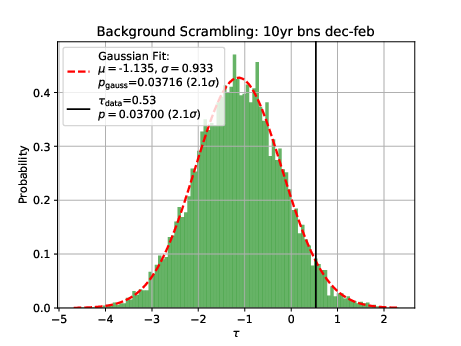 Background Scrambling: 10yr bns dec-feb
Gaussian Fit:
μ = -1.135, σ = 0.933
p_gauss=0.03716 (2.1σ)
τ_data=0.53
p = 0.03700 (2.1σ)
Probability
0.4
0.3
0.2
0.1
0.0
−5 −4 −3 −2 −1 0 1 2
τ